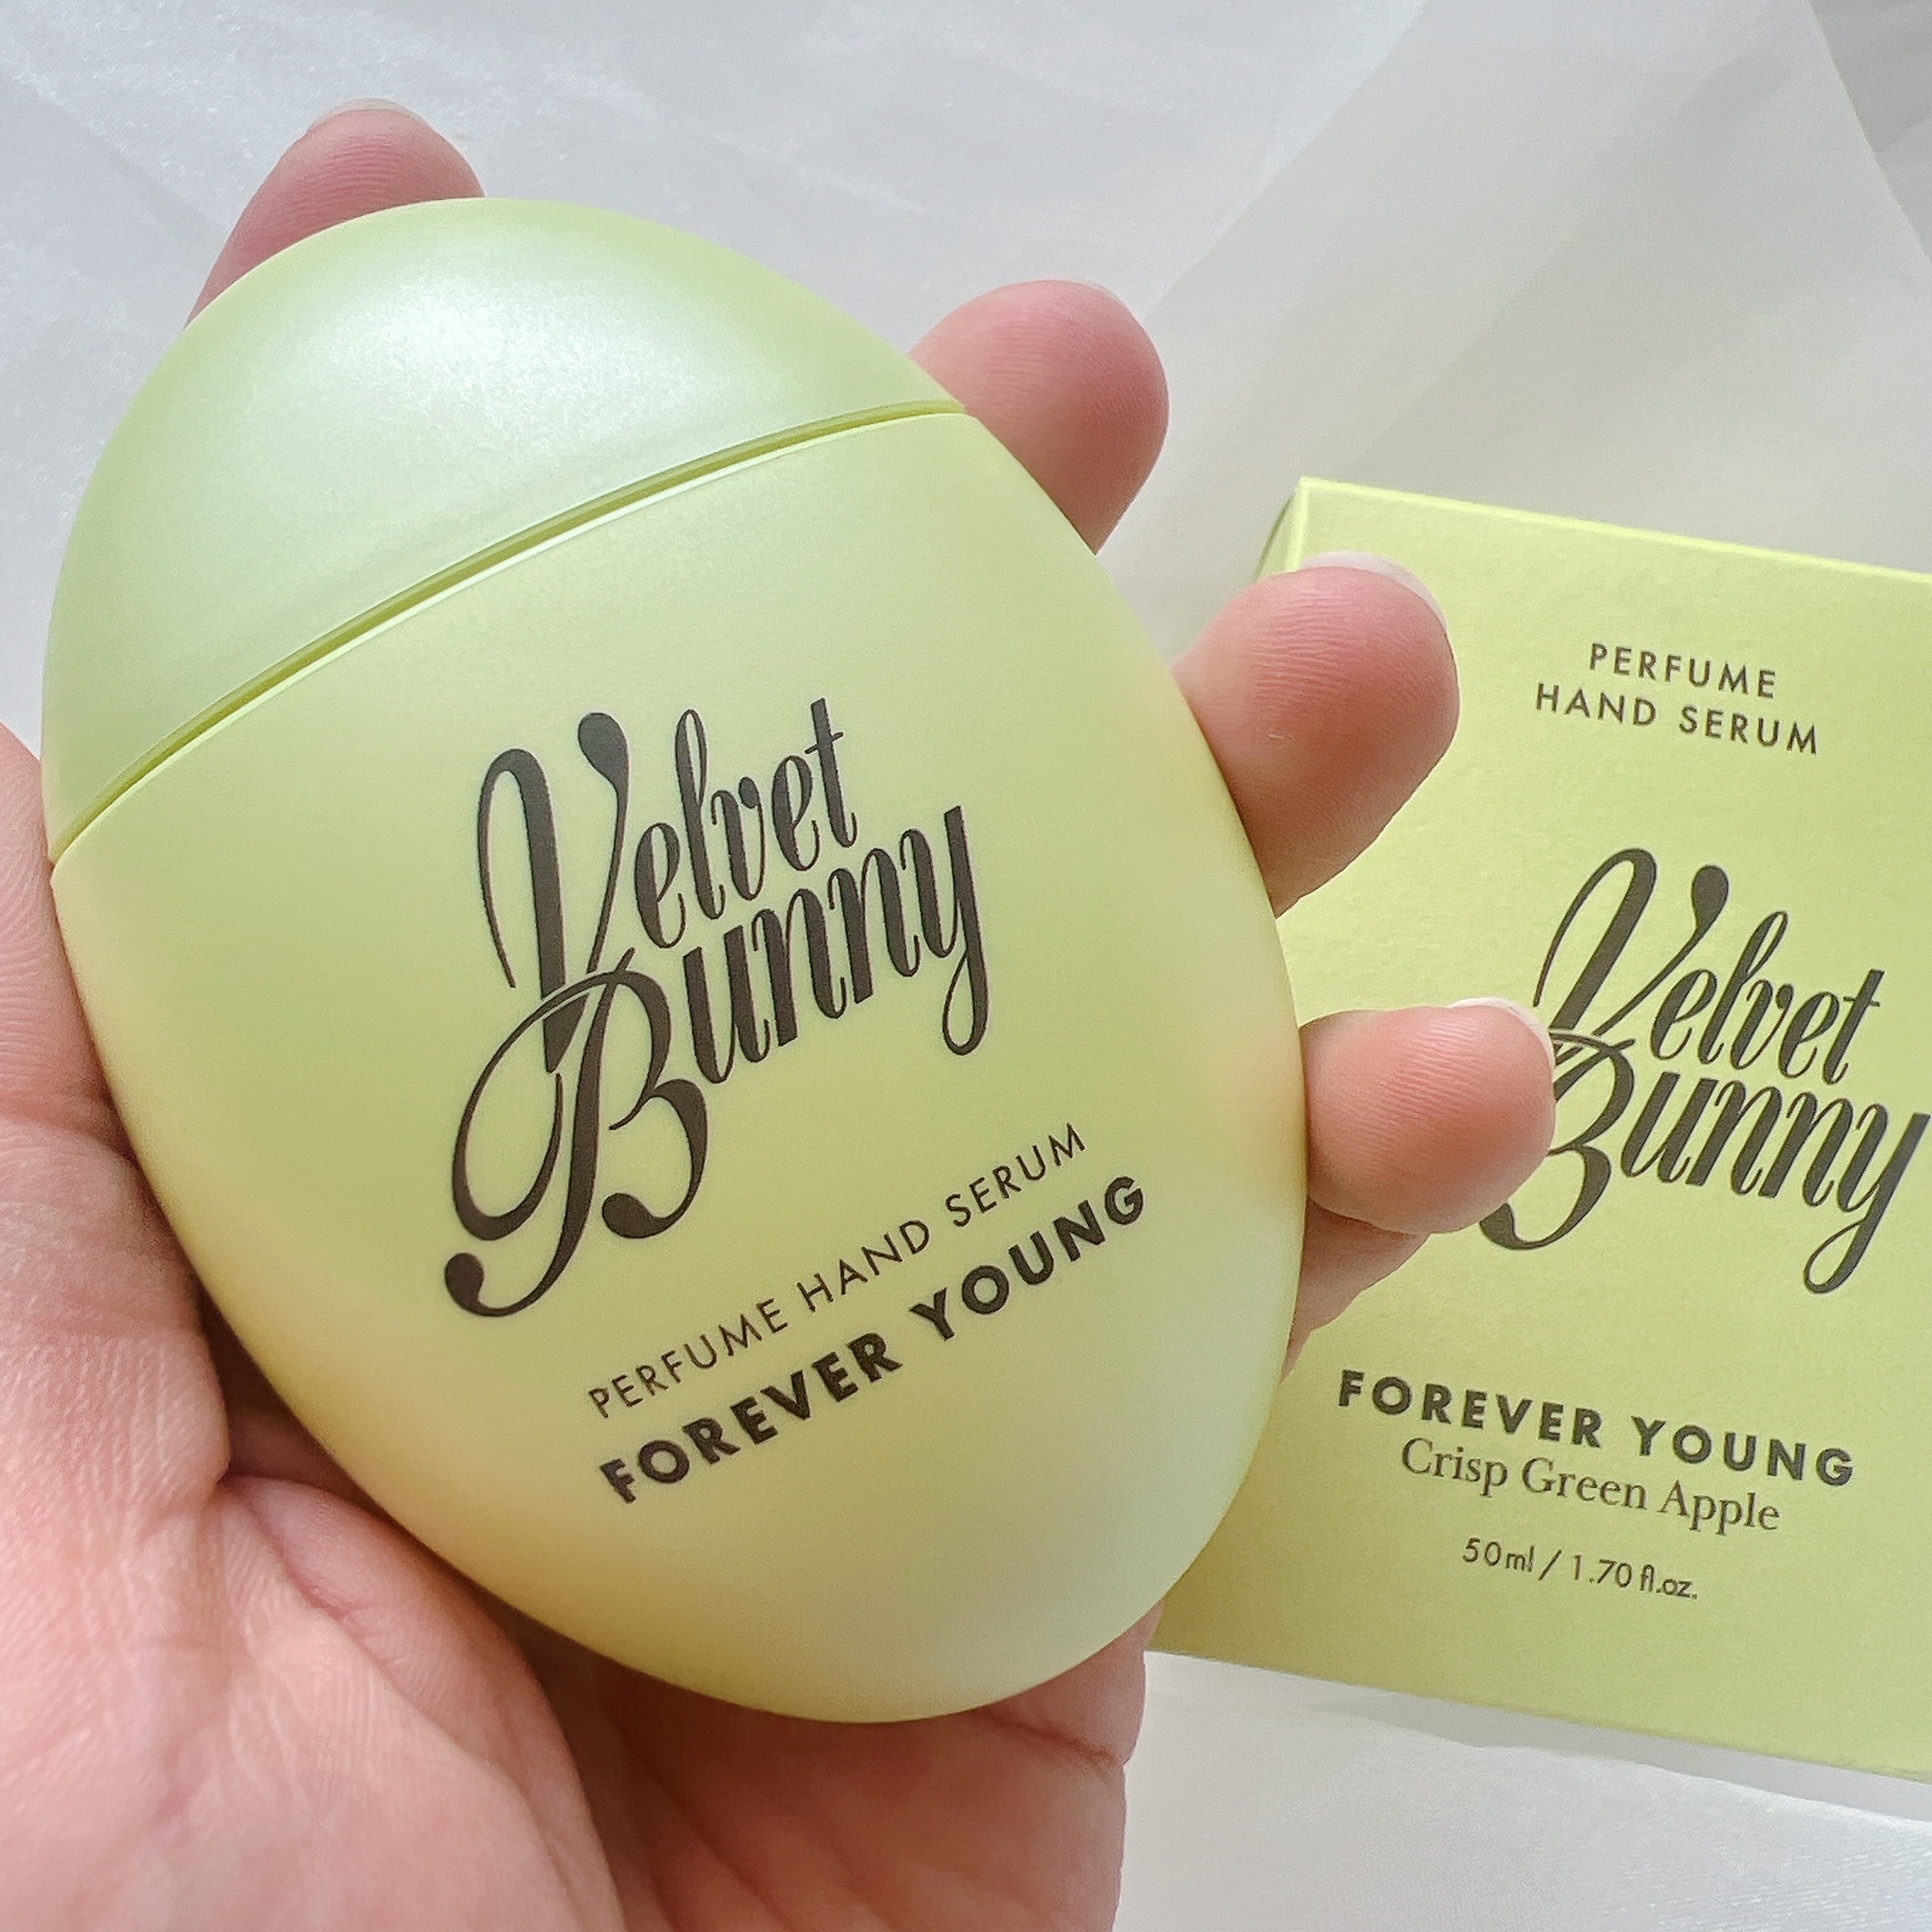 Velvet
Bunny
PERFUME HAND SERUM
FOREVER YOUNG
PERFUME
HAND SERUM
Velvet
Bunny
FOREVER YOUNG
Crisp Green Apple
50ml / 1.70 fl.oz.